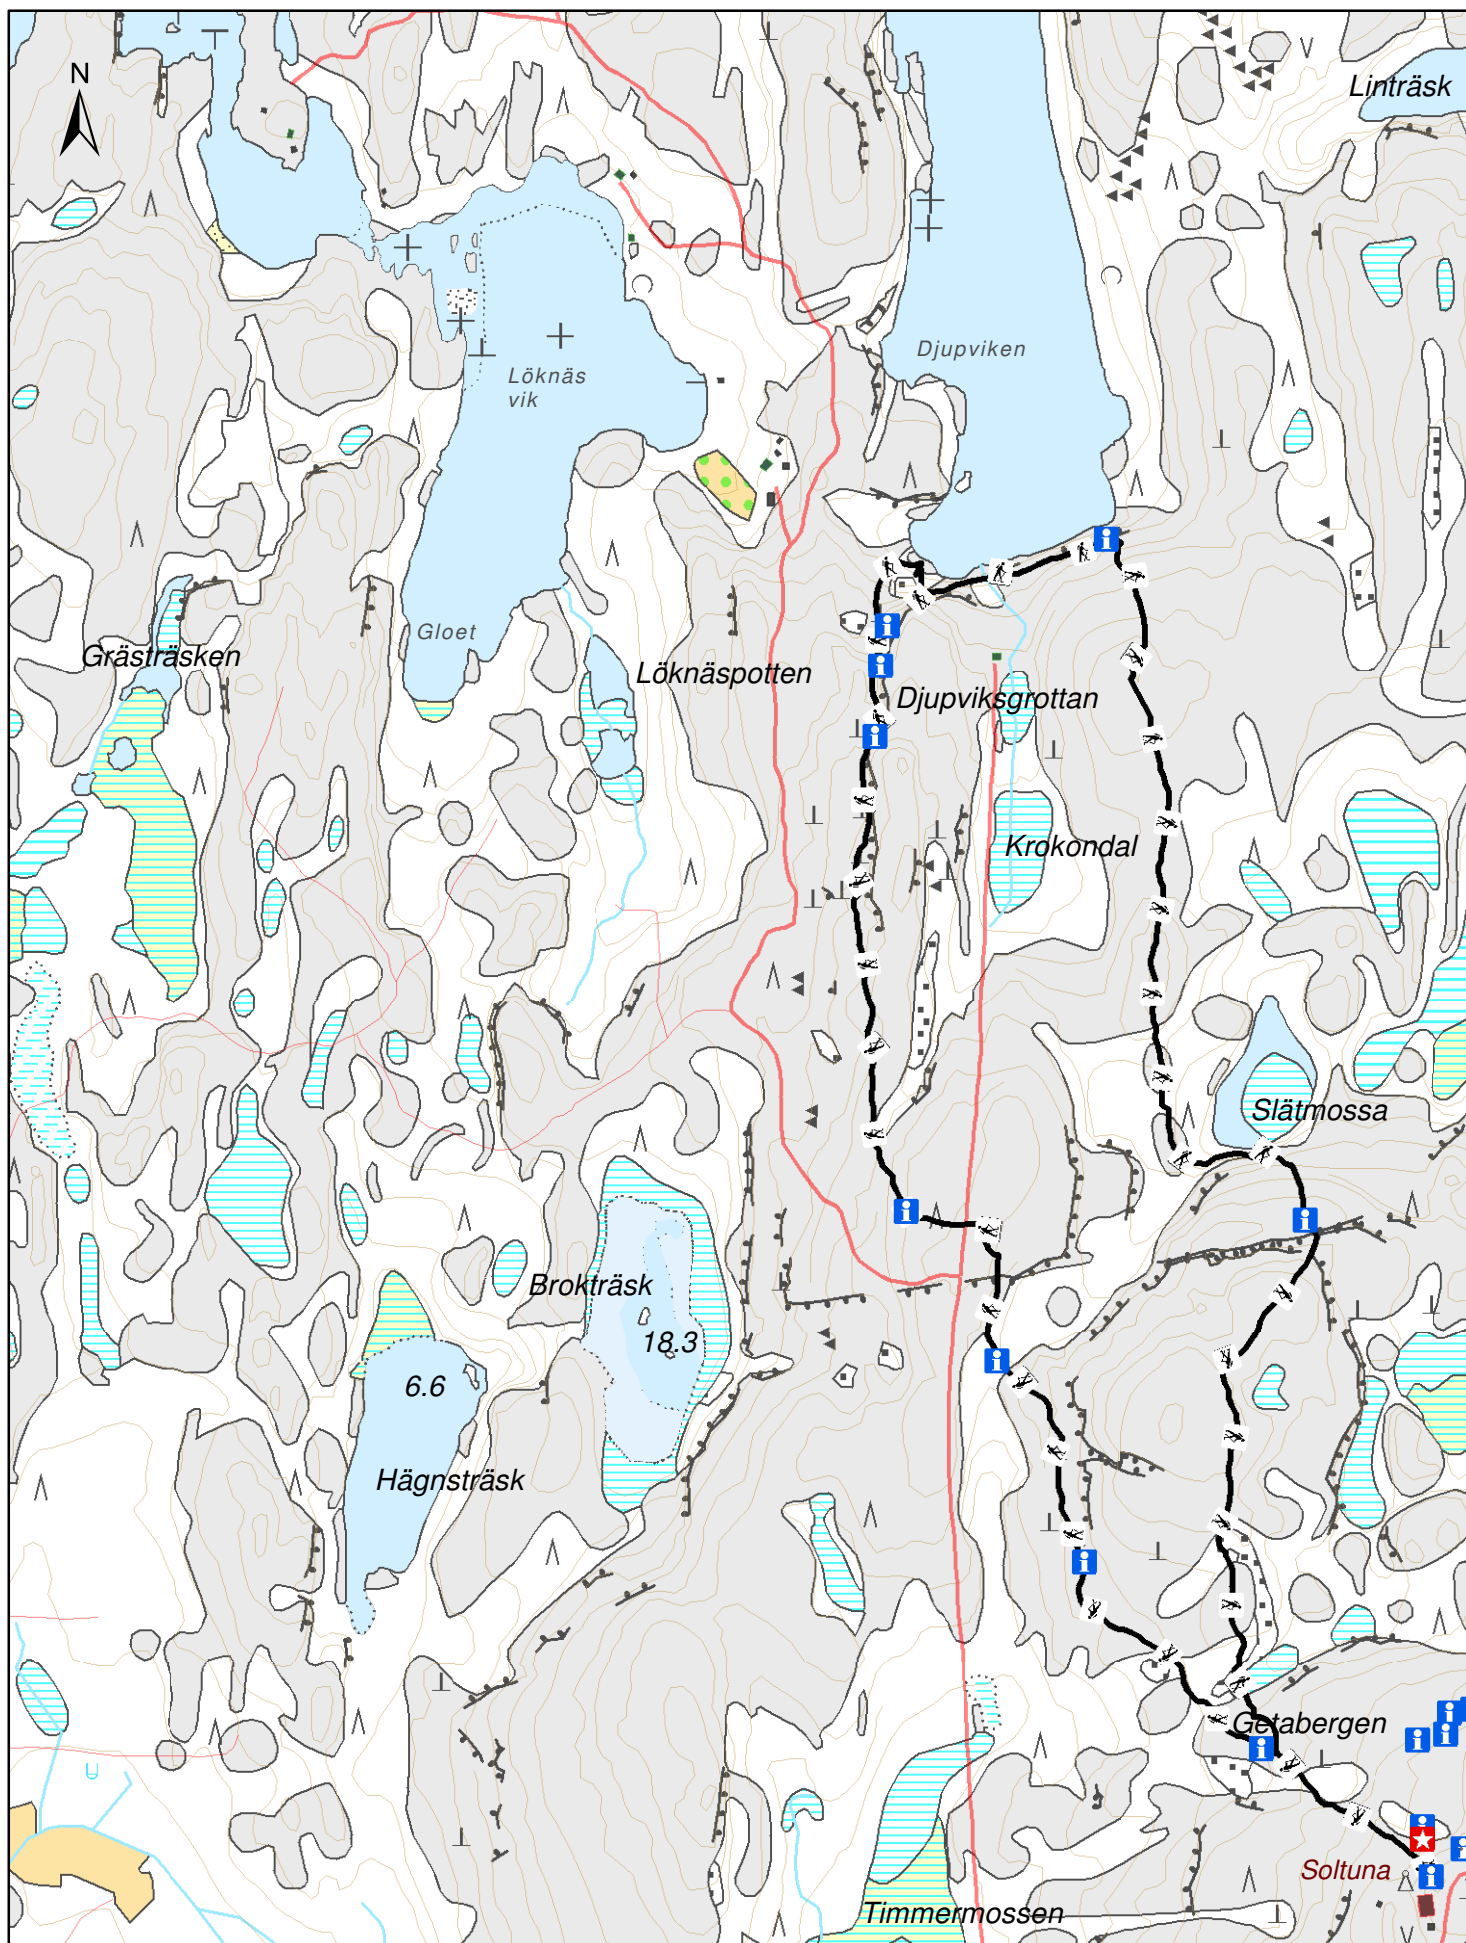 N
Linträsk
Djupviken
Löknäs
vik
Gloet
Grästräsken
Löknäspotten
Djupviksgrottan
Krokondal
Slätmossa
Brokträsk
18.3
6.6
Hägnsträsk
Getabergen
Soltuna
Timmermossen